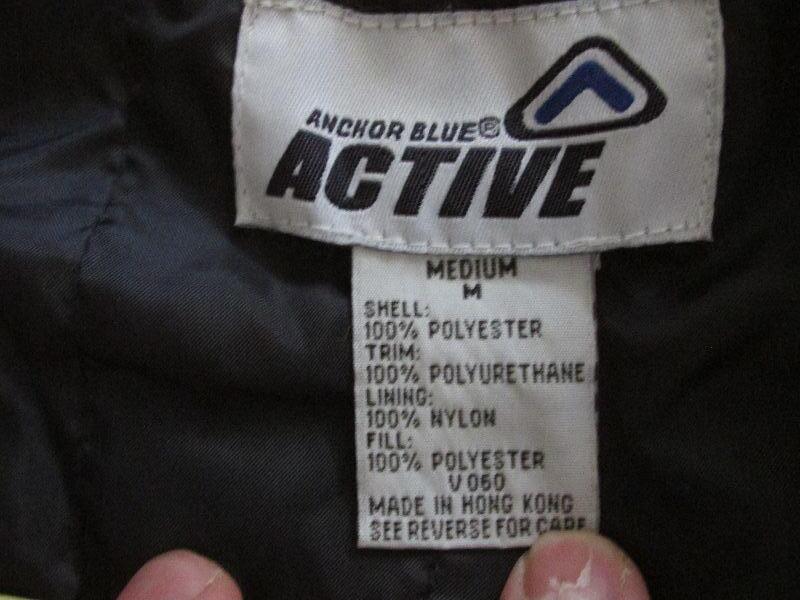 ANCHOR BLUE®
ACTIVE
MEDIUM
M
SHELL:
100% POLYESTER
TRIM:
100% POLYURETHANE
LINING:
100% NYLON
FILL:
100% POLYESTER
V 060
MADE IN HONG KONG
SEE REVERSE FOR CARE